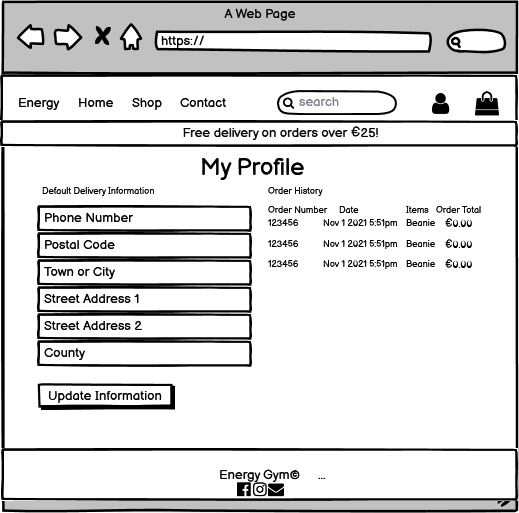 A Web Page
https://
Energy Home Shop Contact search
Free delivery on orders over €25!
My Profile
Default Delivery Information
Phone Number
Postal Code
Town or City
Street Address 1
Street Address 2
County
Update Information
Order History
Order Number Date Items Order Total
123456 Nov 1 2021 5:51pm Beanie €0.00
123456 Nov 1 2021 5:51pm Beanie €0.00
123456 Nov 1 2021 5:51pm Beanie €0.00
Energy Gym© ...